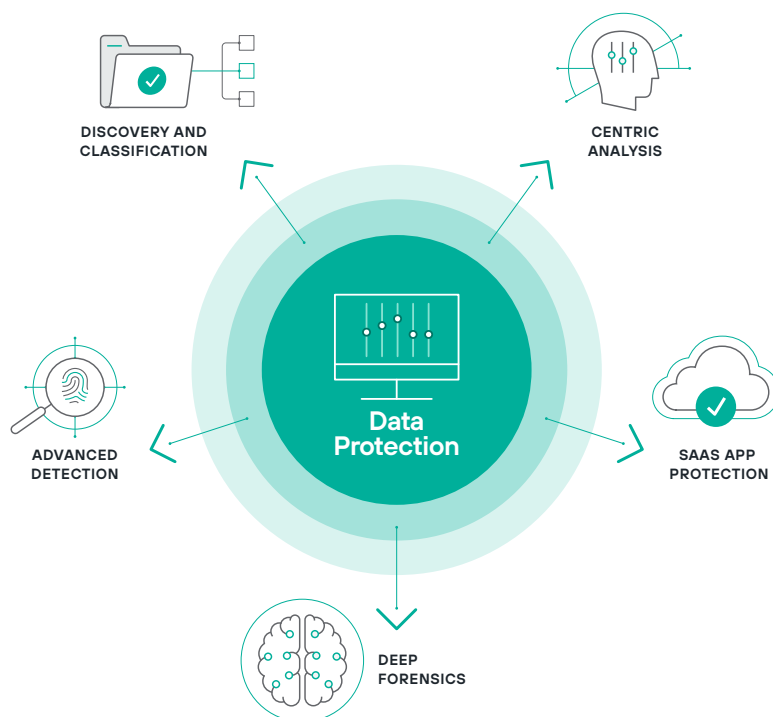 DISCOVERY AND
CLASSIFICATION
CENTRIC
ANALYSIS
Data
Protection
ADVANCED
DETECTION
SAAS APP
PROTECTION
DEEP
FORENSICS